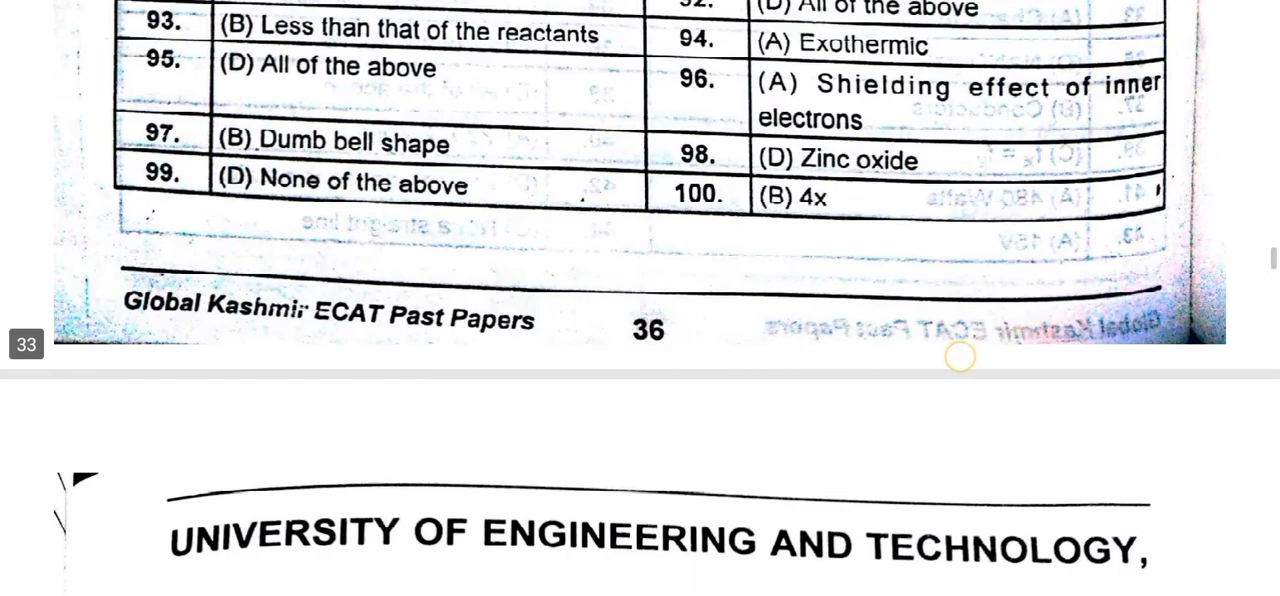 (D) All of the above
93. (B) Less than that of the reactants 94. (A) Exothermic
95. (D) All of the above 96. (A) Shielding effect of inner
electrons
97. (B) Dumb bell shape 98. (D) Zinc oxide
99. (D) None of the above 100. (B) 4x
Global Kashmir ECAT Past Papers 36
33
UNIVERSITY OF ENGINEERING AND TECHNOLOGY,